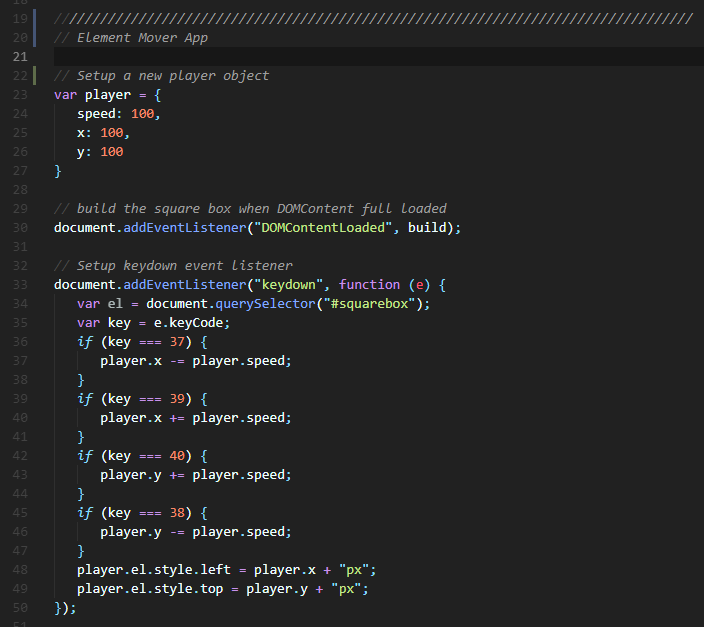 19 //////////////////////////////////////////////////////////////////////////////////
20 // Element Mover App
21
22 // Setup a new player object
23 var player = {
24 speed: 100,
25 x: 100,
26 y: 100
27 }
28
29 // build the square box when DOMContent full loaded
30 document.addEventListener("DOMContentLoaded", build);
31
32 // Setup keydown event listener
33 document.addEventListener("keydown", function (e) {
34 var el = document.querySelector("#squarebox");
35 var key = e.keyCode;
36 if (key === 37) {
37 player.x -= player.speed;
38 }
39 if (key === 39) {
40 player.x += player.speed;
41 }
42 if (key === 40) {
43 player.y += player.speed;
44 }
45 if (key === 38) {
46 player.y -= player.speed;
47 }
48 player.el.style.left = player.x + "px";
49 player.el.style.top = player.y + "px";
50 });